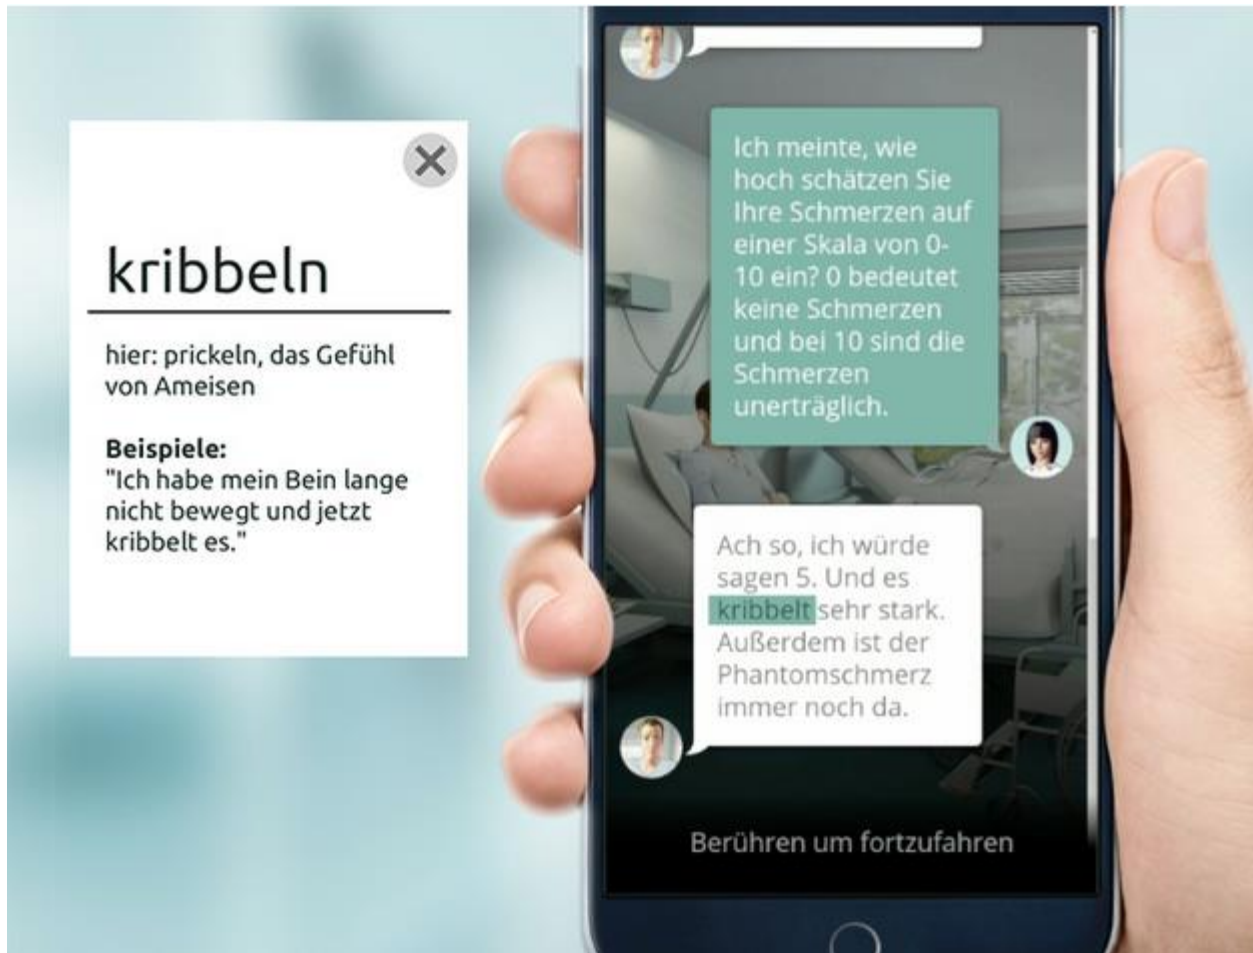 kribbeln
hier: prickeln, das Gefühl
von Ameisen
Beispiele:
"Ich habe mein Bein lange
nicht bewegt und jetzt
kribbelt es."
Ich meinte, wie
hoch schätzen Sie
Ihre Schmerzen auf
einer Skala von 0-
10 ein? 0 bedeutet
keine Schmerzen
und bei 10 sind die
Schmerzen
unerträglich.
Ach so, ich würde
sagen 5. Und es
kribbelt sehr stark.
Außerdem ist der
Phantomschmerz
immer noch da.
Berühren um fortzufahren